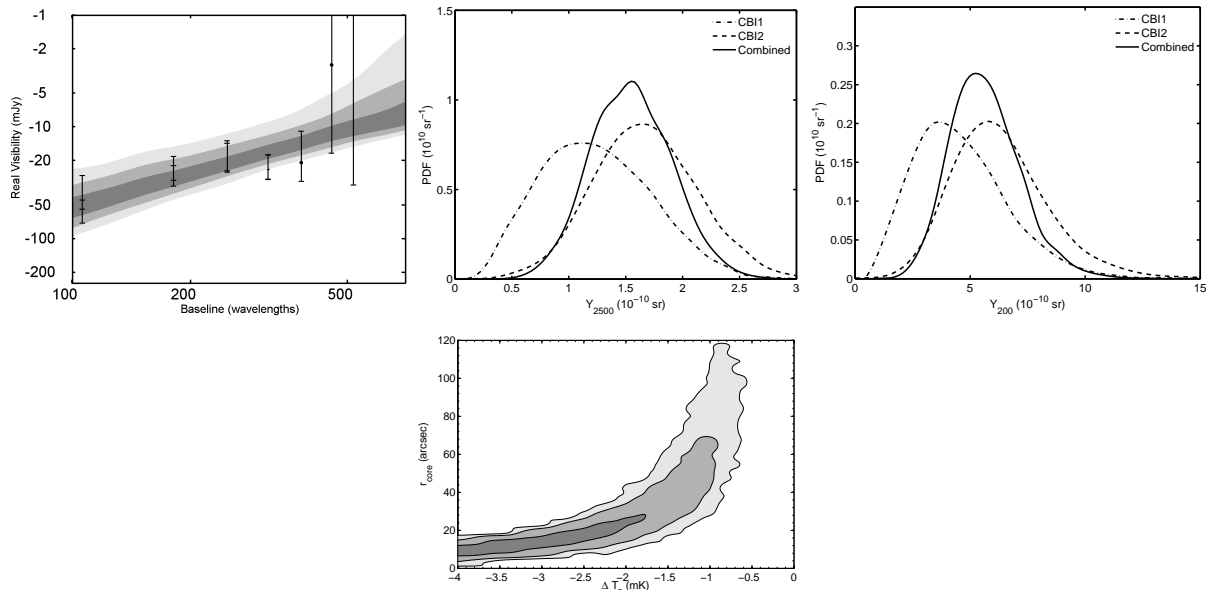 -1
-2
-5
-10
-20
-50
-100
-200
Real Visibility (mJy)
100
200
500
Baseline (wavelengths)
1.5
1
0.5
0
PDF (10^10 sr^-1)
CBI1
CBI2
Combined
0 0.5 1 1.5 2 2.5 3
Y_2500 (10^-10 sr)
0.35
0.3
0.25
0.2
0.15
0.1
0.05
0
PDF (10^10 sr^-1)
CBI1
CBI2
Combined
0 5 10 15
Y_200 (10^-10 sr)
120
100
80
60
40
20
0
r_core (arcsec)
−4 −3.5 −3 −2.5 −2 −1.5 −1 −0.5 0
Δ T (mK)